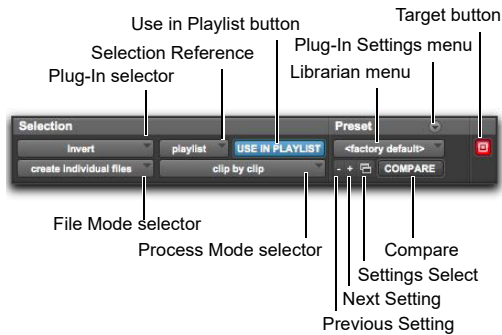 Target button
Use in Playlist button
Plug-In Settings menu
Selection Reference
Librarian menu
Plug-In selector
Selection
Preset
Invert
playlist
USE IN PLAYLIST
<factory default>
create individual files
clip by clip
- +
COMPARE
File Mode selector
Process Mode selector
Compare
Settings Select
Next Setting
Previous Setting